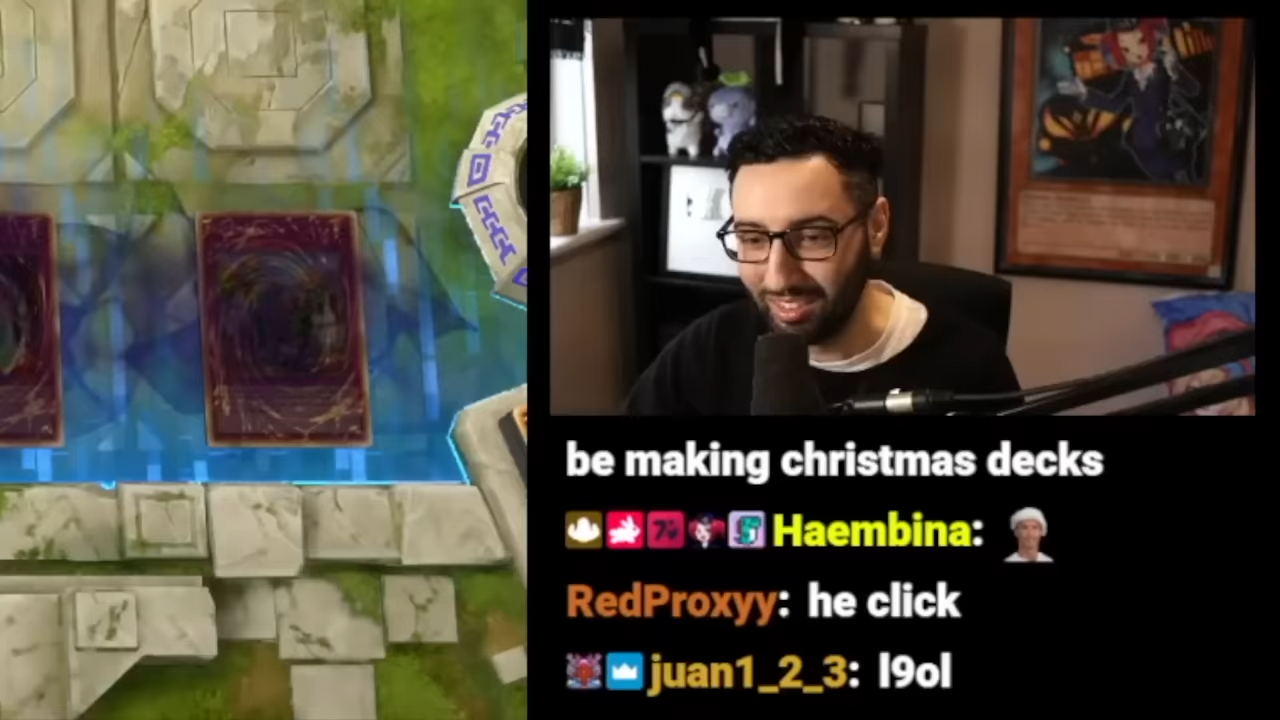 be making christmas decks
Haembina:
RedProxyy: he click
juan1_2_3: l9ol